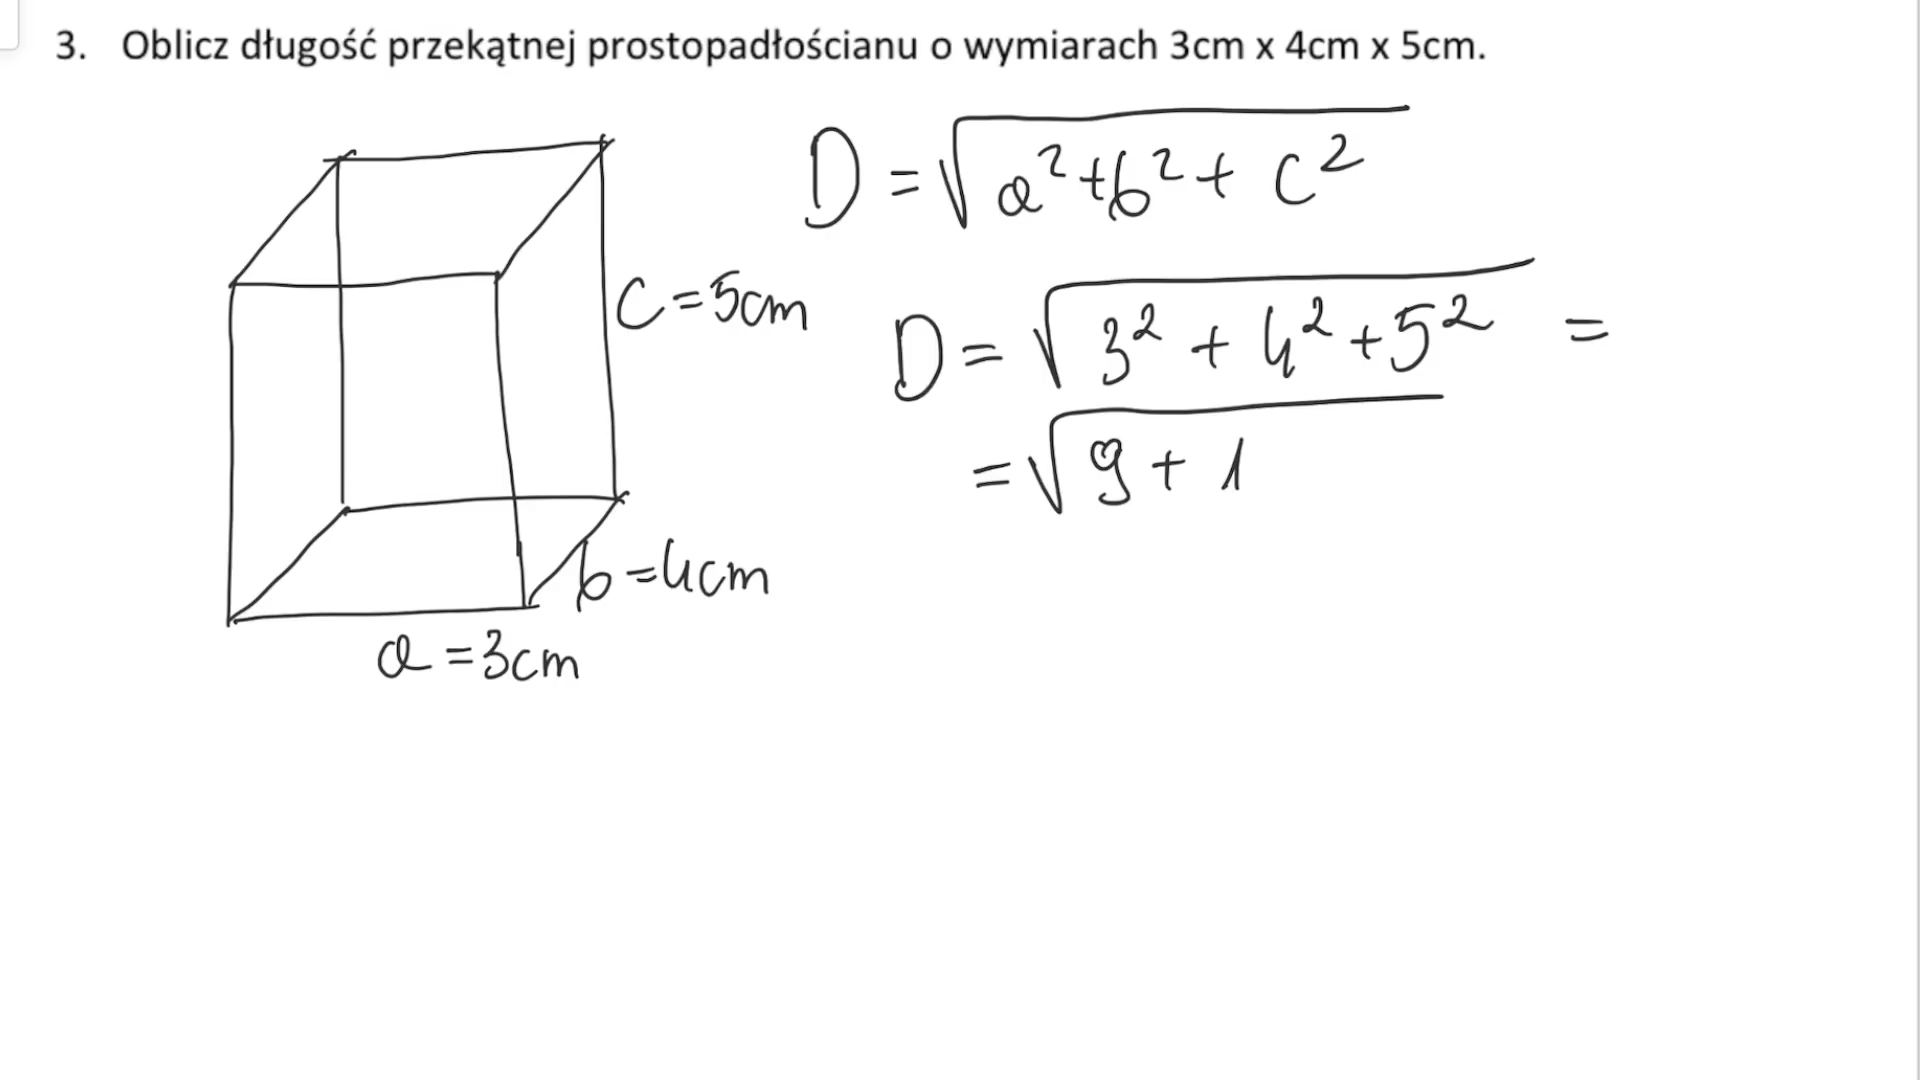 3. Oblicz długość przekątnej prostopadłościanu o wymiarach 3cm x 4cm x 5cm.
D = √a²+b²+c²
c=5cm
D = √3² + 4² + 5² =
= √9 + 1
b=4cm
a=3cm